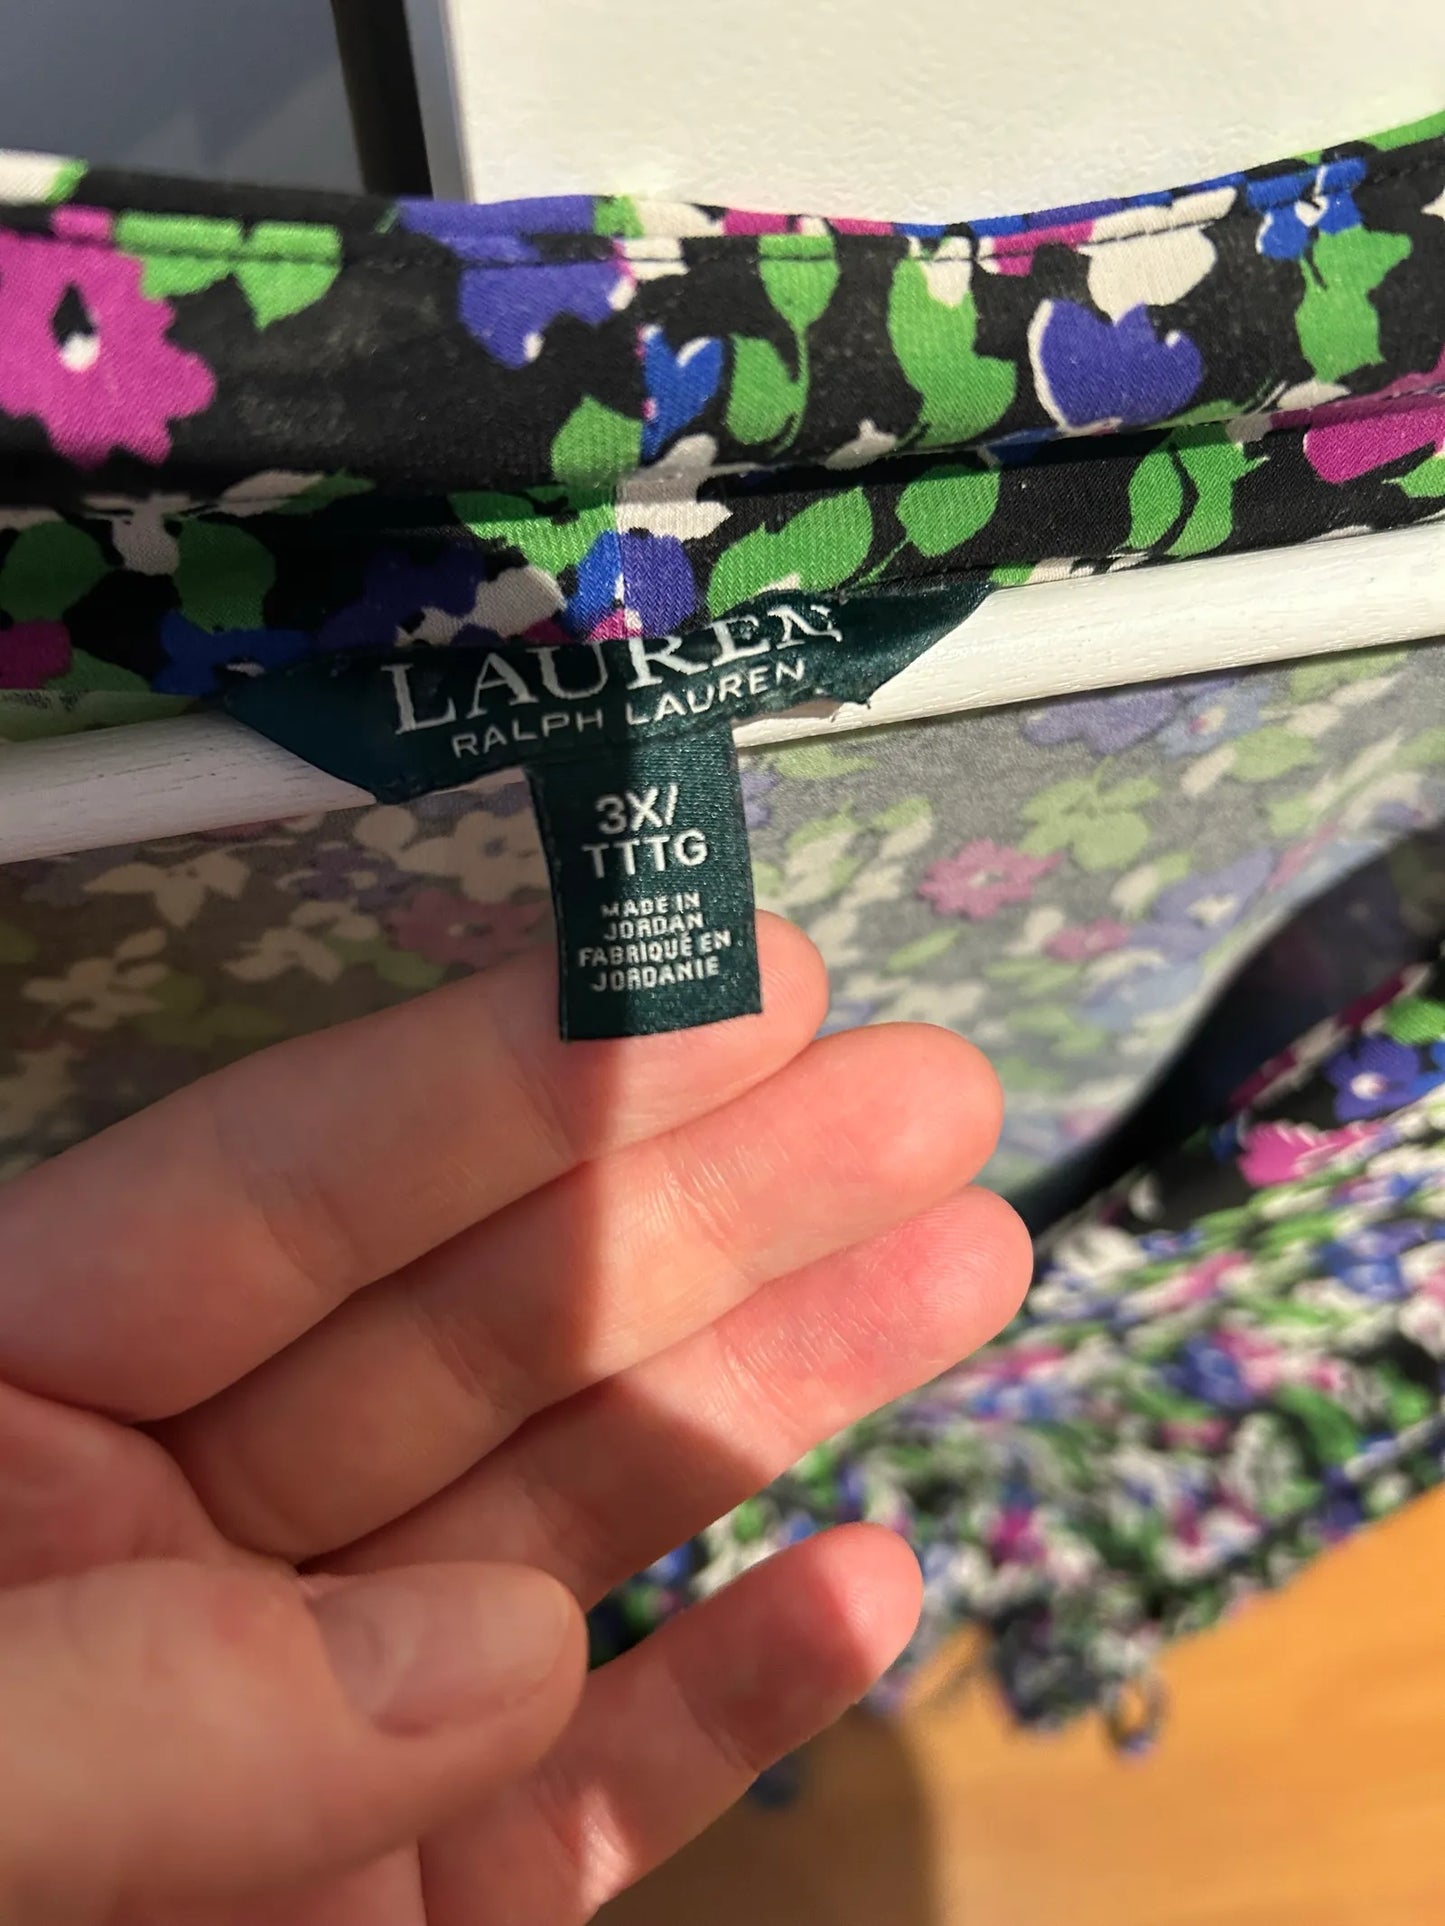 LAUREN
RALPH LAUREN
3X/
TTTG
MADE IN
JORDAN
FABRIQUÉ EN
JORDANIE